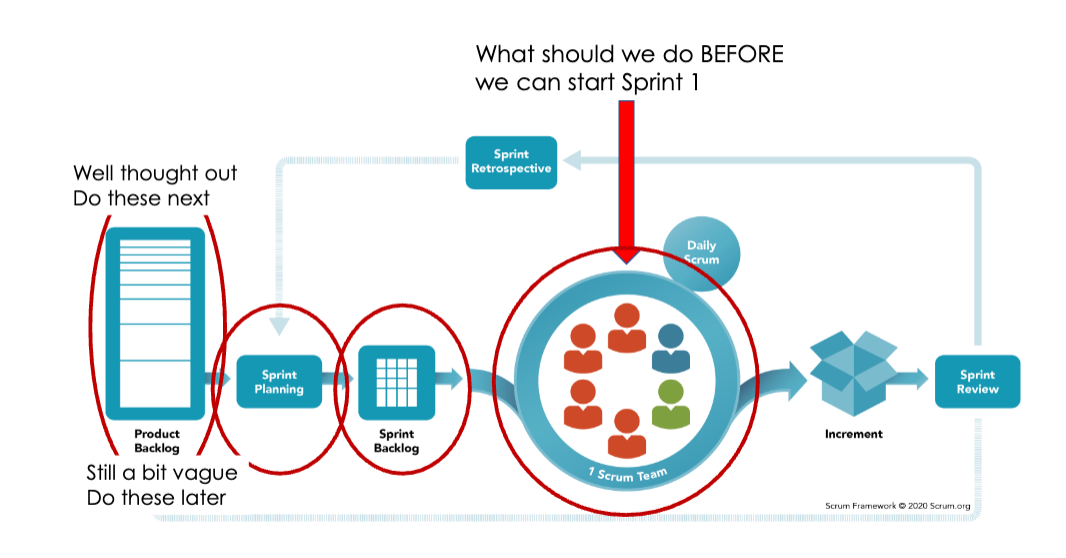 What should we do BEFORE
we can start Sprint 1
Sprint
Retrospective
Well thought out
Do these next
Daily
Scrum
Sprint
Planning
Sprint
Review
Product
Backlog
Sprint
Backlog
Increment
Still a bit vague
Do these later
1 Scrum Team
Scrum Framework © 2020 Scrum.org